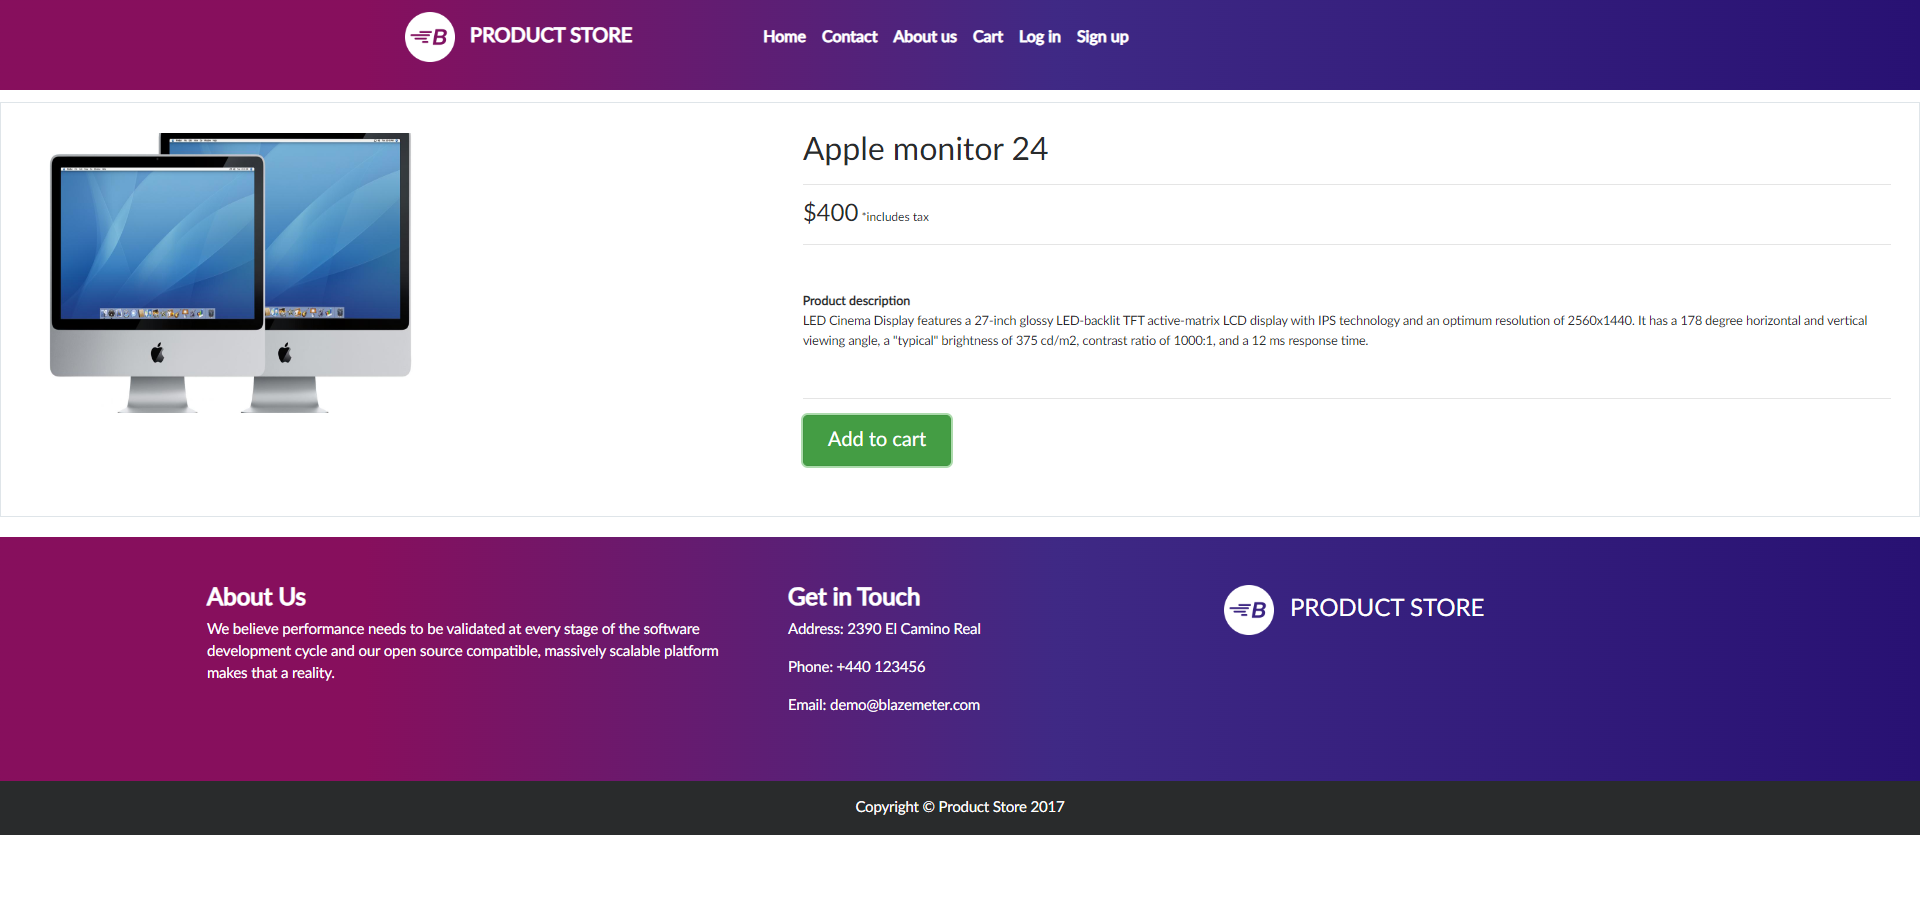 PRODUCT STORE
Home Contact About us Cart Log in Sign up
Apple monitor 24
$400 *includes tax
Product description
LED Cinema Display features a 27-inch glossy LED-backlit TFT active-matrix LCD display with IPS technology and an optimum resolution of 2560x1440. It has a 178 degree horizontal and vertical
viewing angle, a "typical" brightness of 375 cd/m2, contrast ratio of 1000:1, and a 12 ms response time.
Add to cart
About Us
We believe performance needs to be validated at every stage of the software
development cycle and our open source compatible, massively scalable platform
makes that a reality.
Get in Touch
Address: 2390 El Camino Real
Phone: +440 123456
Email: demo@blazemeter.com
B PRODUCT STORE
Copyright © Product Store 2017